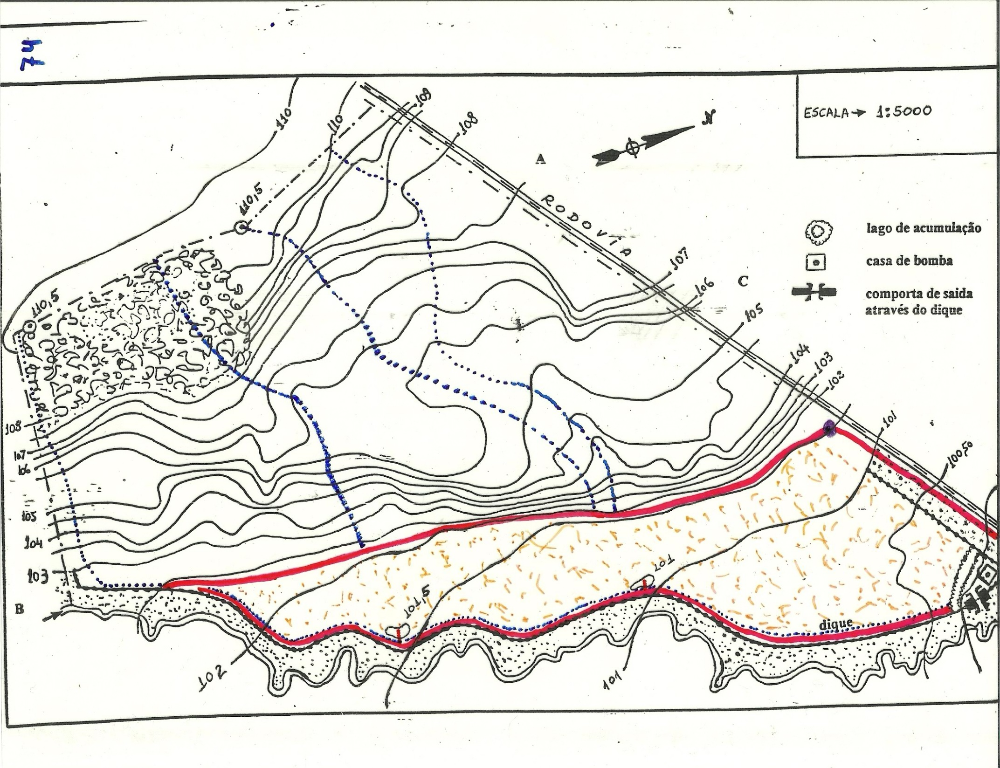 74
ESCALA → 1:5000
N
A
RODOVIA
C
B
lago de acumulação
casa de bomba
comporta de saida
através do dique
110
110
109
108
110,5
110,5
107
106
105
104
103
102
101
100,50
108
107
106
105
104
103
102
101,5
101
101
dique